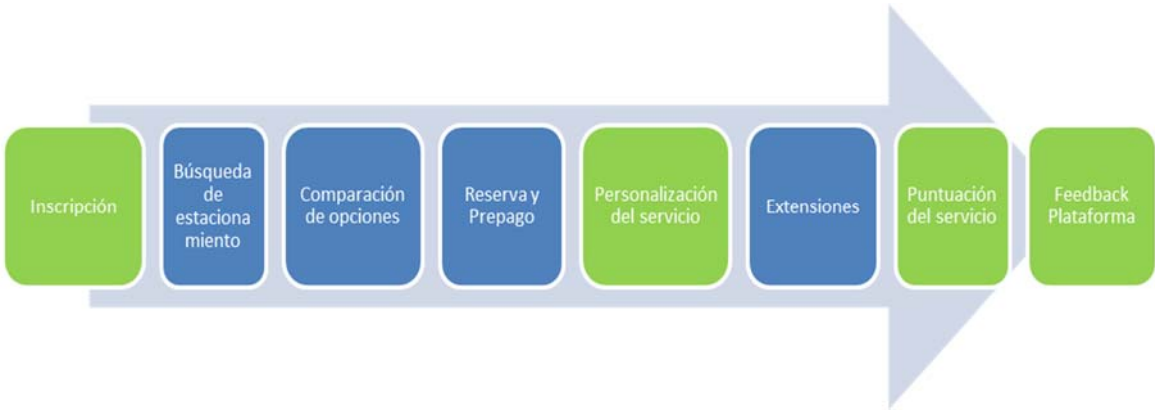 Inscripción
Búsqueda
de
estaciona
miento
Comparación
de opciones
Reserva y
Prepago
Personalización
del servicio
Extensiones
Puntuación
del servicio
Feedback
Plataforma